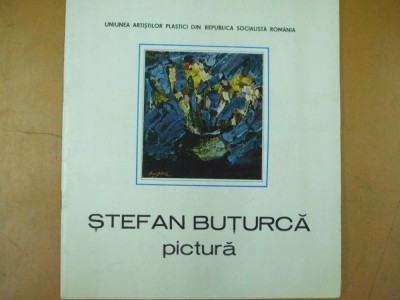 UNIUNEA ARTIȘTILOR PLASTICI DIN REPUBLICA SOCIALISTĂ ROMÂNIA
ȘTEFAN BUȚURCĂ
pictură